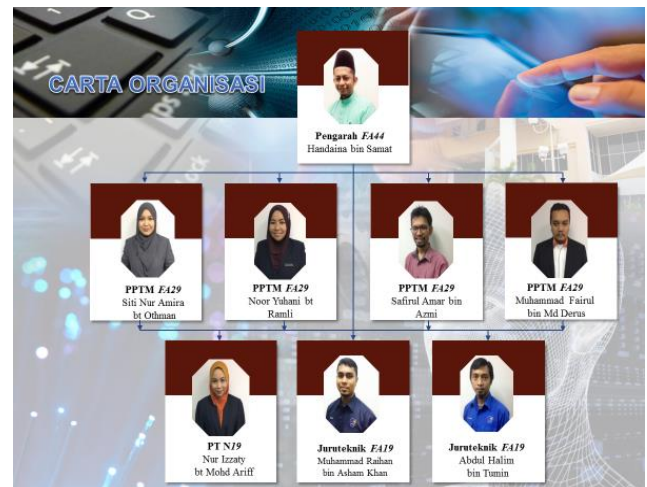 CARTA ORGANISASI
Pengarah FA44
Handaina bin Samat
PPTM FA29
Siti Nur Amira
bt Othman
PPTM FA29
Noor Yuhani bt
Ramli
PPTM FA29
Safirul Amar bin
Azmi
PPTM FA29
Muhammad Fairul
bin Md Derus
PT N19
Nur Izzaty
bt Mohd Ariff
Juruteknik FA19
Muhammad Raihan
bin Asham Khan
Juruteknik FA19
Abdul Halim
bin Tumin